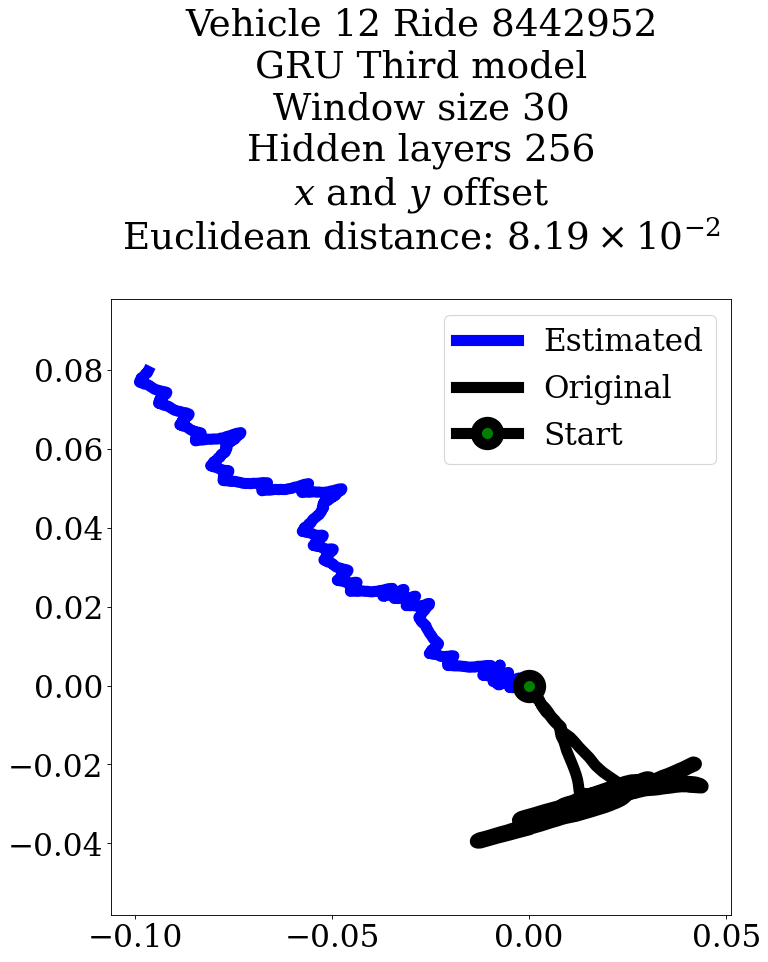 Vehicle 12 Ride 8442952
GRU Third model
Window size 30
Hidden layers 256
x and y offset
Euclidean distance: 8.19 × 10⁻²
Estimated
Original
Start
0.08
0.06
0.04
0.02
0.00
−0.02
−0.04
−0.10 −0.05 0.00 0.05